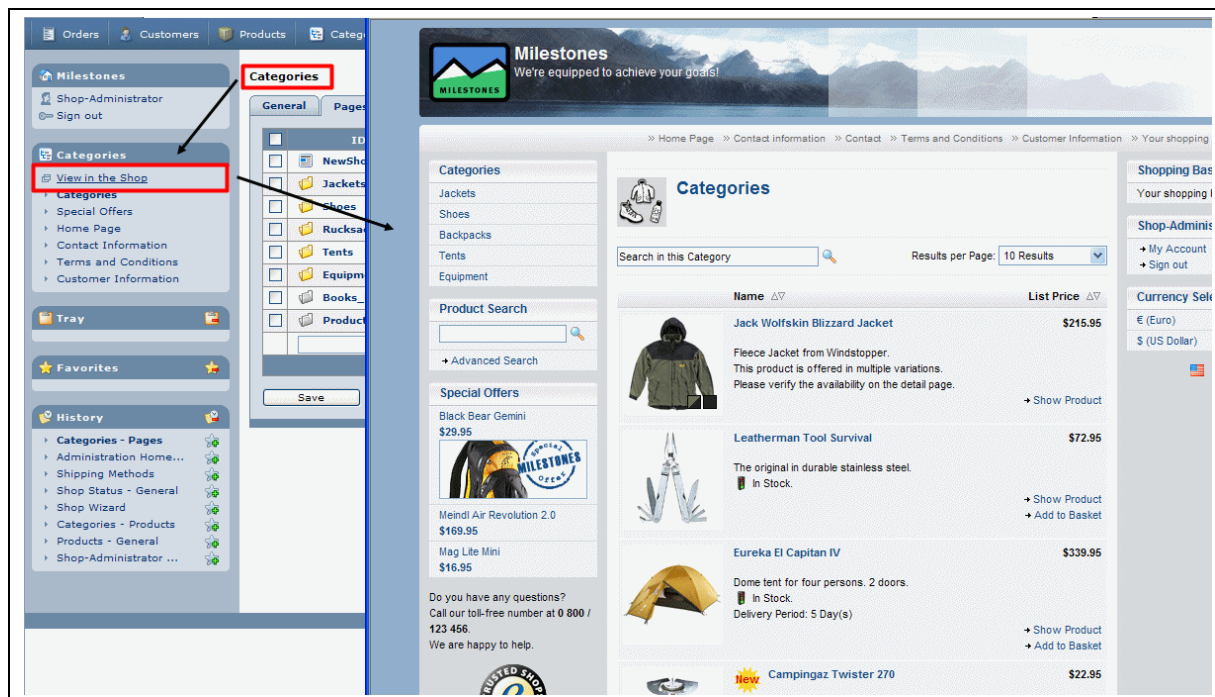 Orders Customers Products
Milestones
Shop-Administrator
Sign out
Categories
View in the Shop
Categories
Special Offers
Home Page
Contact Information
Terms and Conditions
Customer Information
Tray
Favorites
History
Categories - Pages
Administration Home...
Shipping Methods
Shop Status - General
Shop Wizard
Categories - Products
Products - General
Shop-Administrator ...
Categories
General Pages
ID
Jackets
Shoes
Tents
Save
Milestones
We're equipped to achieve your goals!
MILESTONES
» Home Page » Contact information » Contact » Terms and Conditions » Customer Information » Your shopping
Categories
Jackets
Shoes
Backpacks
Tents
Equipment
Product Search
Advanced Search
Special Offers
Black Bear Gemini
$29.95
Special
MILESTONES
Offer
Meindl Air Revolution 2.0
$169.95
Mag Lite Mini
$16.95
Do you have any questions?
Call our toll-free number at 0 800 /
123 456.
We are happy to help.
TRUSTED SHOPS
Categories
Search in this Category
Results per Page: 10 Results
Name List Price
Jack Wolfskin Blizzard Jacket $215.95
Fleece Jacket from Windstopper.
This product is offered in multiple variations.
Please verify the availability on the detail page.
Show Product
Leatherman Tool Survival $72.95
The original in durable stainless steel.
In Stock.
Show Product
Add to Basket
Eureka El Capitan IV $339.95
Dome tent for four persons. 2 doors.
In Stock.
Delivery Period: 5 Day(s)
Show Product
Add to Basket
New Campingaz Twister 270 $22.95
Your shopping
My Account
Sign out
€ (Euro)
$ (US Dollar)